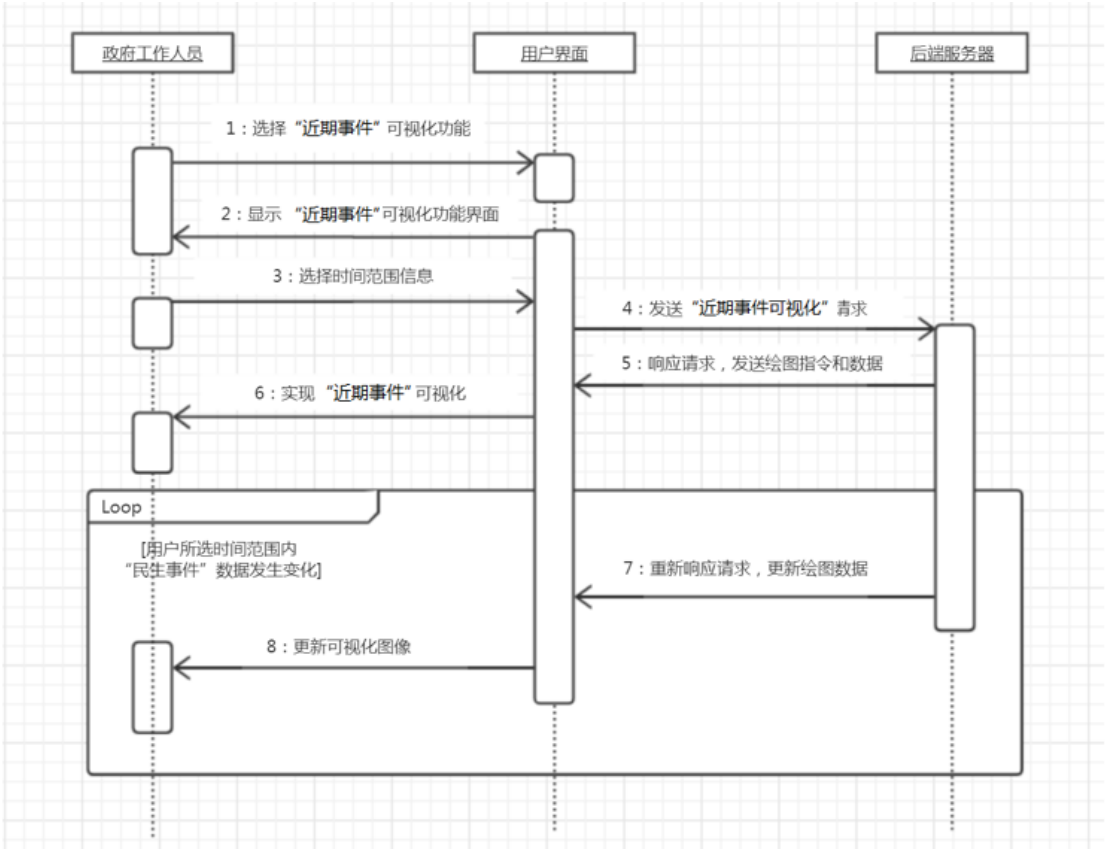 政府工作人员
用户界面
后端服务器
1：选择“近期事件”可视化功能
2：显示“近期事件”可视化功能界面
3：选择时间范围信息
4：发送“近期事件可视化”请求
5：响应请求，发送绘图指令和数据
6：实现“近期事件”可视化
Loop
[用户所选时间范围内
“民生事件”数据发生变化]
7：重新响应请求，更新绘图数据
8：更新可视化图像